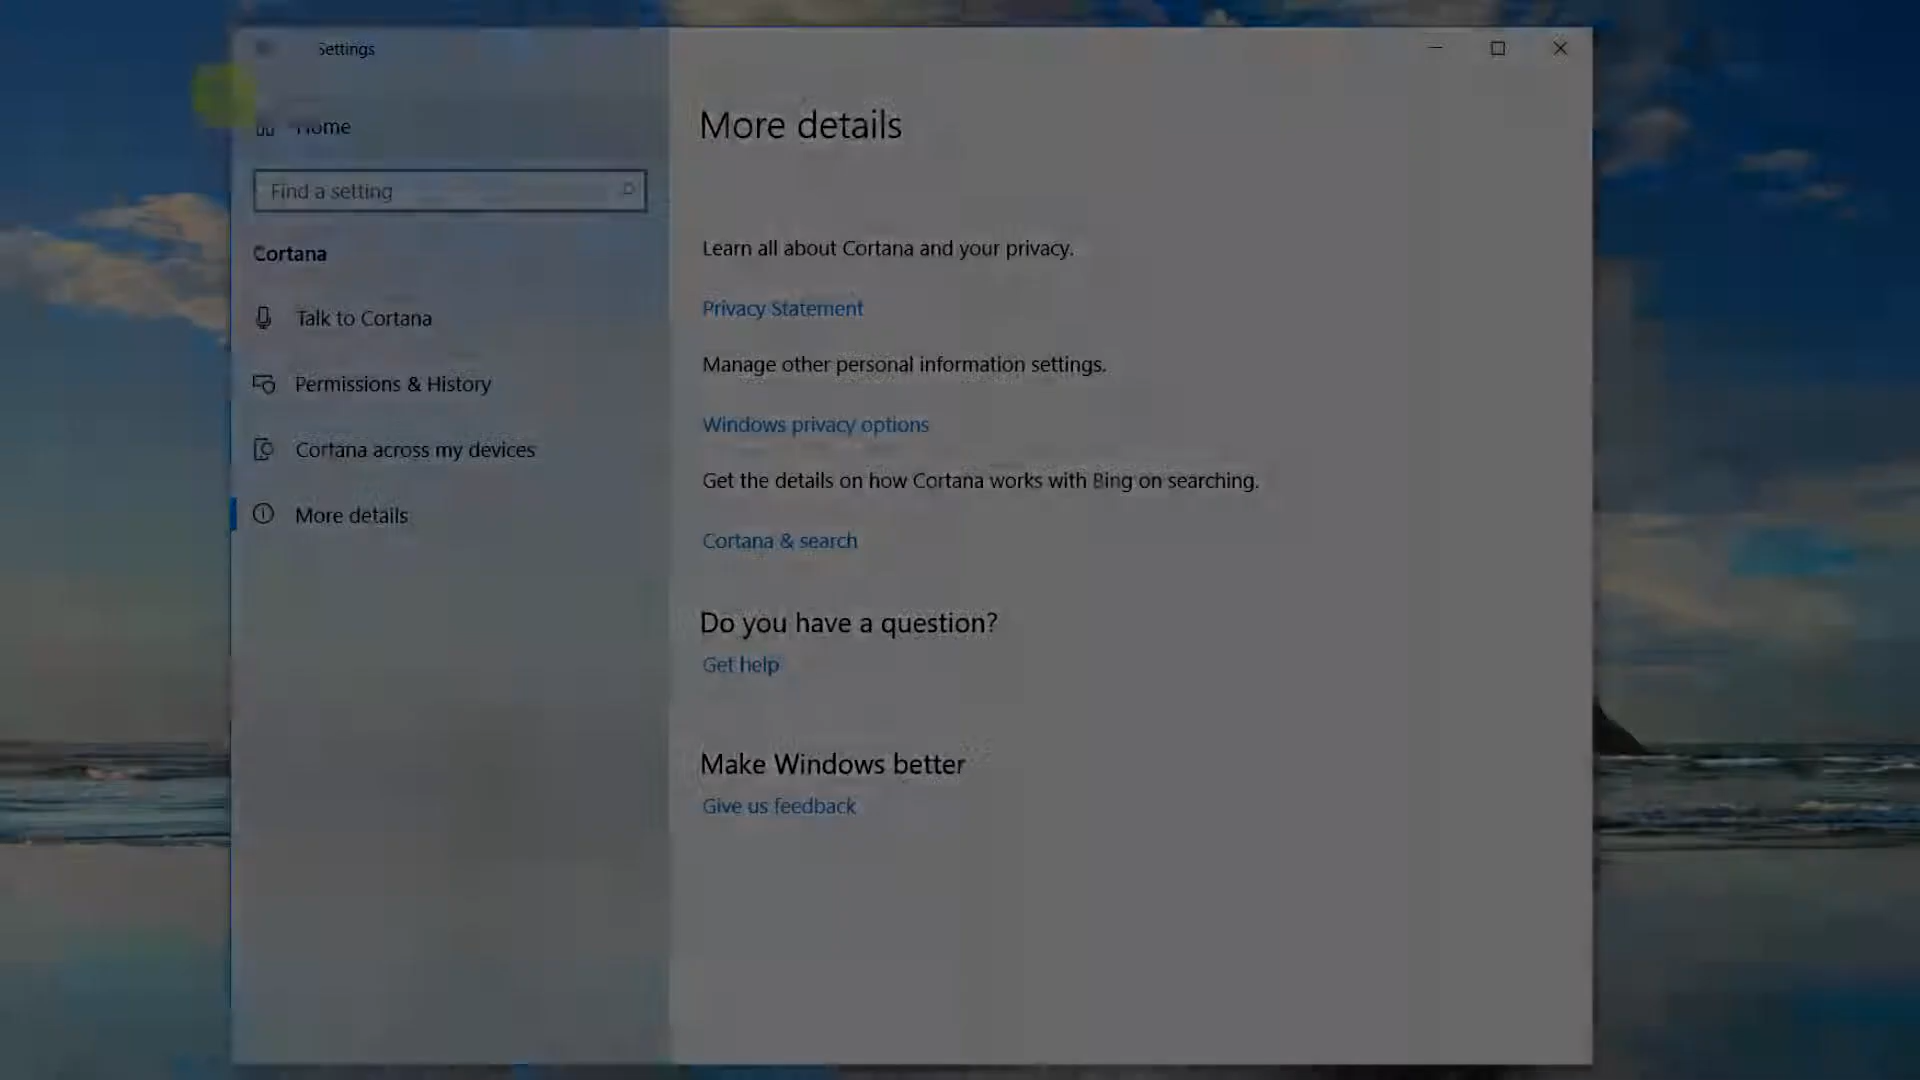 Settings
Home
Find a setting
Cortana
Talk to Cortana
Permissions & History
Cortana across my devices
More details
More details
Learn all about Cortana and your privacy.
Privacy Statement
Manage other personal information settings.
Windows privacy options
Get the details on how Cortana works with Bing on searching.
Cortana & search
Do you have a question?
Get help
Make Windows better
Give us feedback